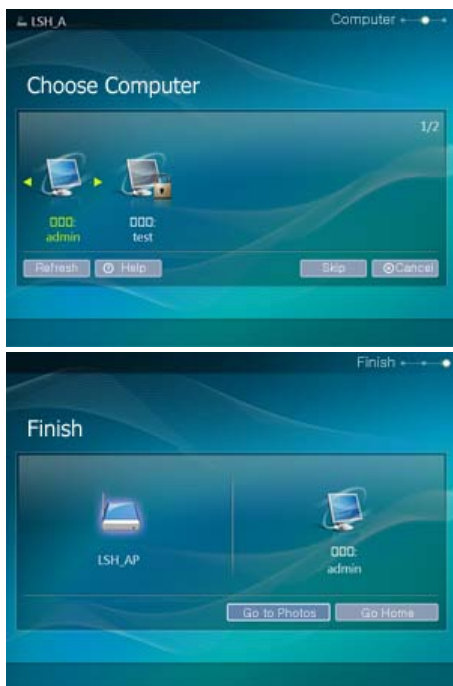 LSH_A
Computer
Choose Computer
1/2
□□□:
admin
□□□:
test
Refresh
Help
Skip
Cancel
Finish
Finish
LSH_AP
□□□:
admin
Go to Photos
Go Home